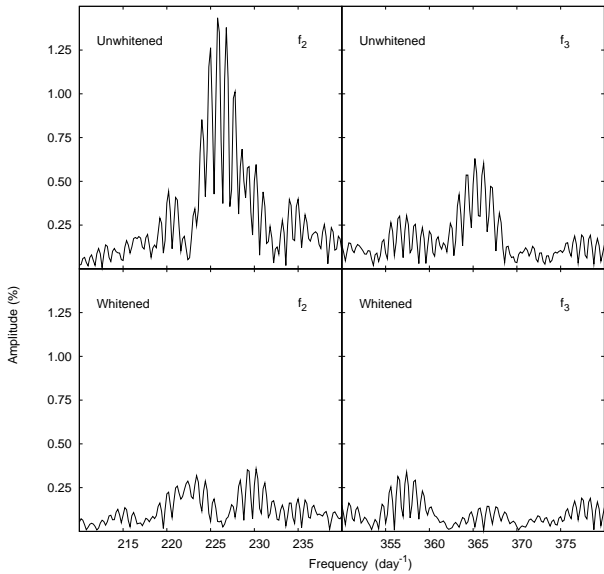 Unwhitened f2 Unwhitened f3
1.25
1.00
0.75
0.50
0.25
Whitened f2 Whitened f3
1.25
1.00
0.75
0.50
0.25
Amplitude (%)
215 220 225 230 235 355 360 365 370 375
Frequency (day-1)